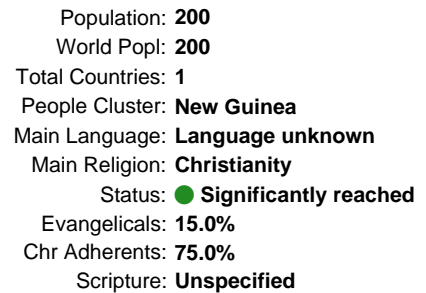 Population: 200
World Popl: 200
Total Countries: 1
People Cluster: New Guinea
Main Language: Language unknown
Main Religion: Christianity
Status: Significantly reached
Evangelicals: 15.0%
Chr Adherents: 75.0%
Scripture: Unspecified